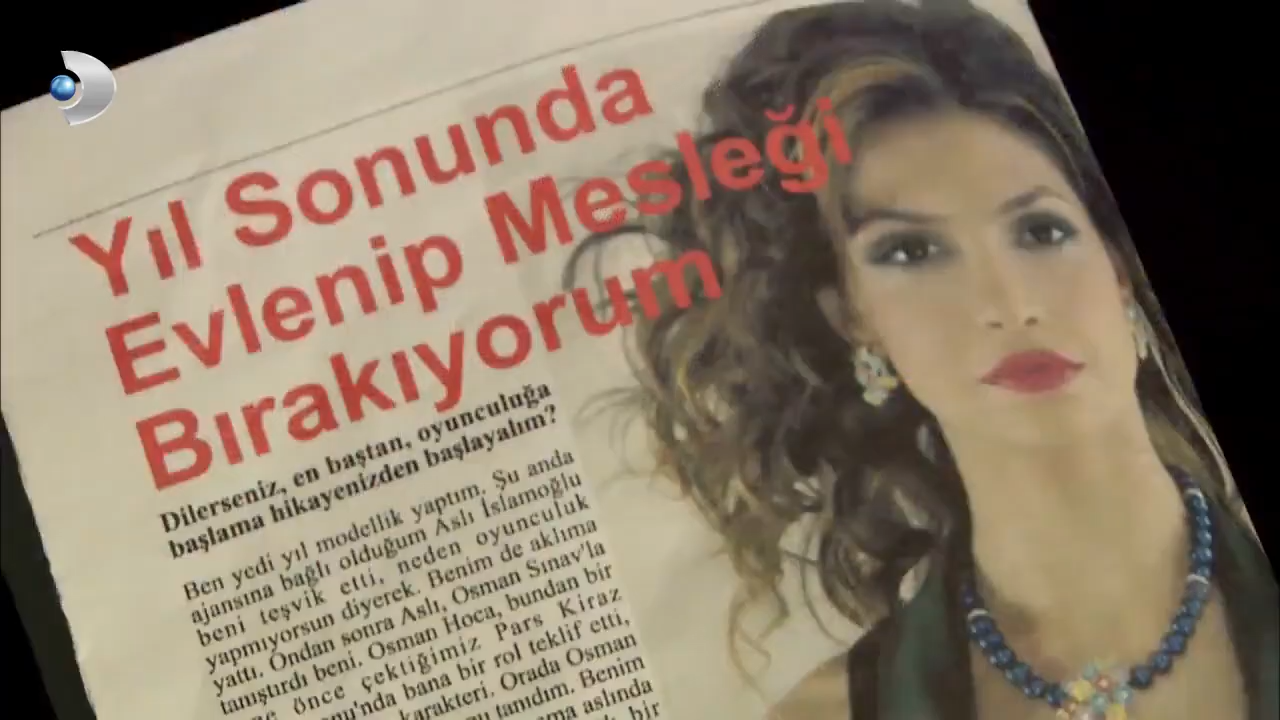 Yıl Sonunda
Evlenip Mesleği
Bırakıyorum
Dilerseniz, en baştan, oyunculuğa
başlama hikayenizden başlayalım?
Ben yedi yıl modellik yaptım. Şu anda
ajansına bağlı olduğum Aslı İslamoğlu
beni teşvik etti, neden oyunculuk
yapmıyorsun diyerek. Benim de aklıma
yattı. Ondan sonra Aslı, Osman Sınav'la
tanıştırdı beni. Osman Hoca, bundan bir
önce çektiğimiz Pars Kiraz
bana bir rol teklif etti,
karakteri. Orada Osman
tanıdım. Benim
aslında
bir